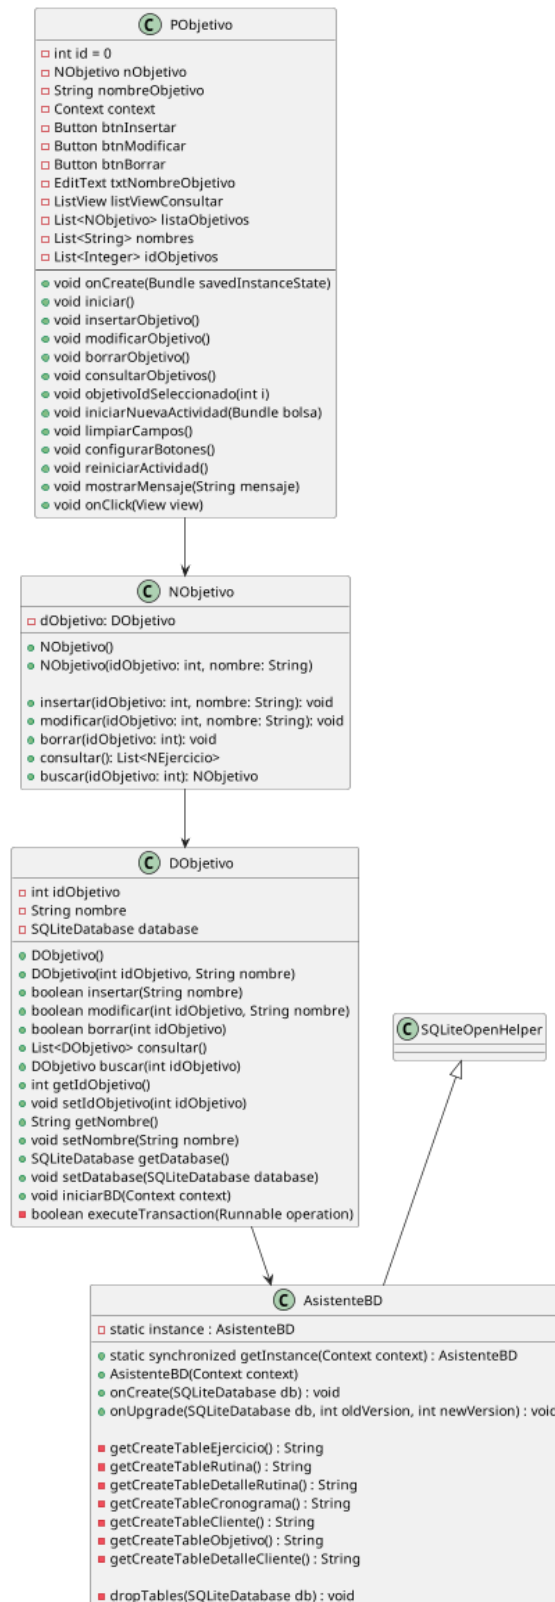 C PObjetivo
int id = 0
NObjetivo nObjetivo
String nombreObjetivo
Context context
Button btnInsertar
Button btnModificar
Button btnBorrar
EditText txtNombreObjetivo
ListView listViewConsultar
List<NObjetivo> listaObjetivos
List<String> nombres
List<Integer> idObjetivos
void onCreate(Bundle savedInstanceState)
void iniciar()
void insertarObjetivo()
void modificarObjetivo()
void borrarObjetivo()
void consultarObjetivos()
void objetivoIdSeleccionado(int i)
void iniciarNuevaActividad(Bundle bolsa)
void limpiarCampos()
void configurarBotones()
void reiniciarActividad()
void mostrarMensaje(String mensaje)
void onClick(View view)
C NObjetivo
dObjetivo: DObjetivo
NObjetivo()
NObjetivo(idObjetivo: int, nombre: String)
insertar(idObjetivo: int, nombre: String): void
modificar(idObjetivo: int, nombre: String): void
borrar(idObjetivo: int): void
consultar(): List<NEjercicio>
buscar(idObjetivo: int): NObjetivo
C DObjetivo
int idObjetivo
String nombre
SQLiteDatabase database
DObjetivo()
DObjetivo(int idObjetivo, String nombre)
boolean insertar(String nombre)
boolean modificar(int idObjetivo, String nombre)
boolean borrar(int idObjetivo)
List<DObjetivo> consultar()
DObjetivo buscar(int idObjetivo)
int getIdObjetivo()
void setIdObjetivo(int idObjetivo)
String getNombre()
void setNombre(String nombre)
SQLiteDatabase getDatabase()
void setDatabase(SQLiteDatabase database)
void iniciarBD(Context context)
boolean executeTransaction(Runnable operation)
C SQLiteOpenHelper
C AsistenteBD
static instance : AsistenteBD
static synchronized getInstance(Context context) : AsistenteBD
AsistenteBD(Context context)
onCreate(SQLiteDatabase db) : void
onUpgrade(SQLiteDatabase db, int oldVersion, int newVersion) : void
getCreateTableEjercicio() : String
getCreateTableRutina() : String
getCreateTableDetalleRutina() : String
getCreateTableCronograma() : String
getCreateTableCliente() : String
getCreateTableObjetivo() : String
getCreateTableDetalleCliente() : String
dropTables(SQLiteDatabase db) : void